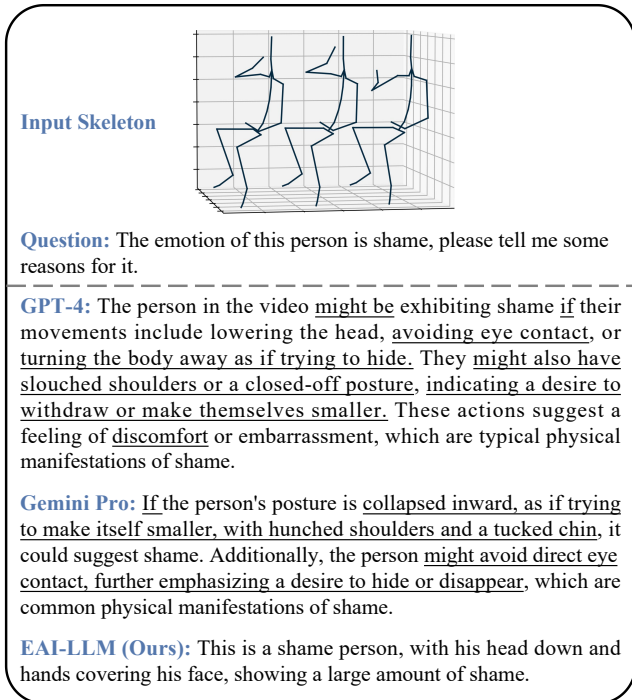 Input Skeleton
Question: The emotion of this person is shame, please tell me some
reasons for it.
GPT-4: The person in the video might be exhibiting shame if their
movements include lowering the head, avoiding eye contact, or
turning the body away as if trying to hide. They might also have
slouched shoulders or a closed-off posture, indicating a desire to
withdraw or make themselves smaller. These actions suggest a
feeling of discomfort or embarrassment, which are typical physical
manifestations of shame.
Gemini Pro: If the person's posture is collapsed inward, as if trying
to make itself smaller, with hunched shoulders and a tucked chin, it
could suggest shame. Additionally, the person might avoid direct eye
contact, further emphasizing a desire to hide or disappear, which are
common physical manifestations of shame.
EAI-LLM (Ours): This is a shame person, with his head down and
hands covering his face, showing a large amount of shame.